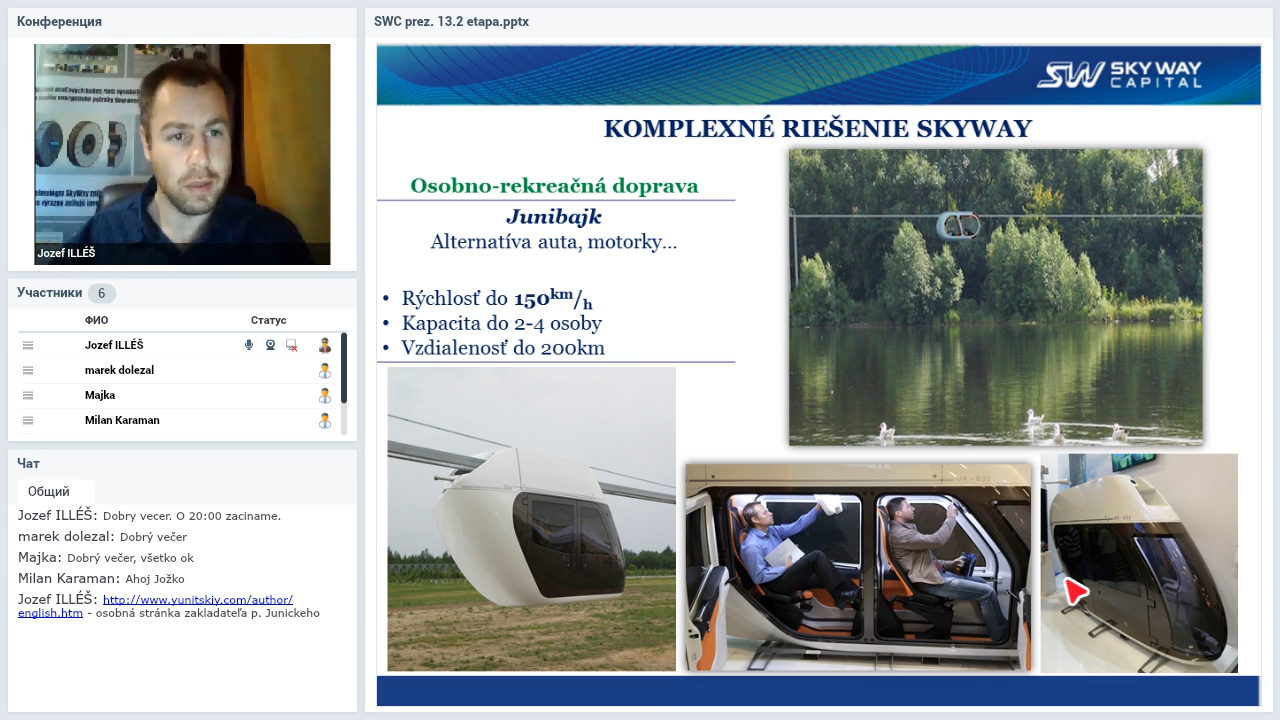 Конференция
Jozef ILLÉŠ
Участники 6
ФИО Статус
Jozef ILLÉŠ
marek dolezal
Majka
Milan Karaman
Чат
Общий
Jozef ILLÉŠ: Dobry vecer. O 20:00 zaciname.
marek dolezal: Dobrý večer
Majka: Dobrý večer, všetko ok
Milan Karaman: Ahoj Jožko
Jozef ILLÉŠ: http://www.yunitskiy.com/author/
english.htm - osobná stránka zakladateľa p. Junickeho
SWC prez. 13.2 etapa.pptx
SW SKY WAY
CAPITAL
KOMPLEXNÉ RIEŠENIE SKYWAY
Osobno-rekreačná doprava
Junibajk
Alternatíva auta, motorky...
• Rýchlosť do 150km/h
• Kapacita do 2-4 osoby
• Vzdialenosť do 200km